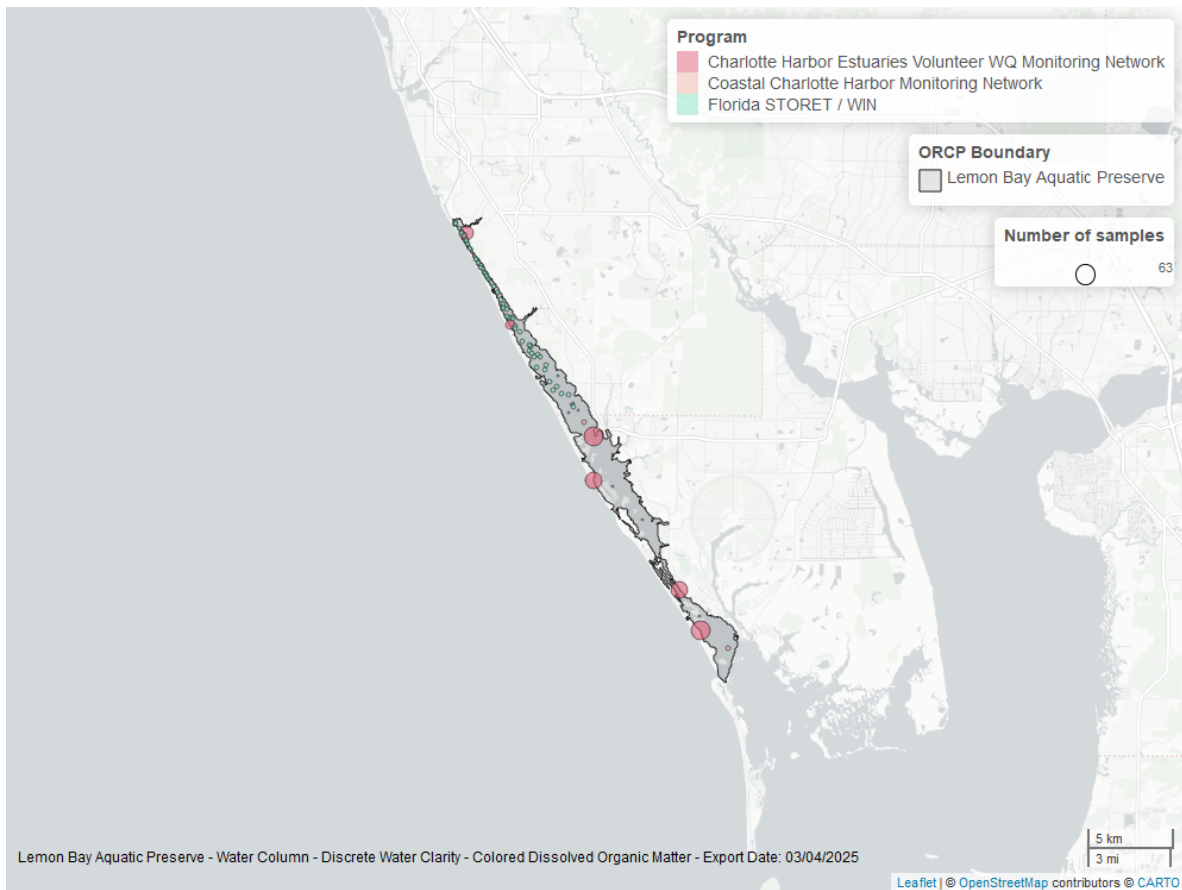 Program
Charlotte Harbor Estuaries Volunteer WQ Monitoring Network
Coastal Charlotte Harbor Monitoring Network
Florida STORET / WIN
ORCP Boundary
Lemon Bay Aquatic Preserve
Number of samples
63
5 km
3 mi
Lemon Bay Aquatic Preserve - Water Column - Discrete Water Clarity - Colored Dissolved Organic Matter - Export Date: 03/04/2025
Leaflet | © OpenStreetMap contributors © CARTO